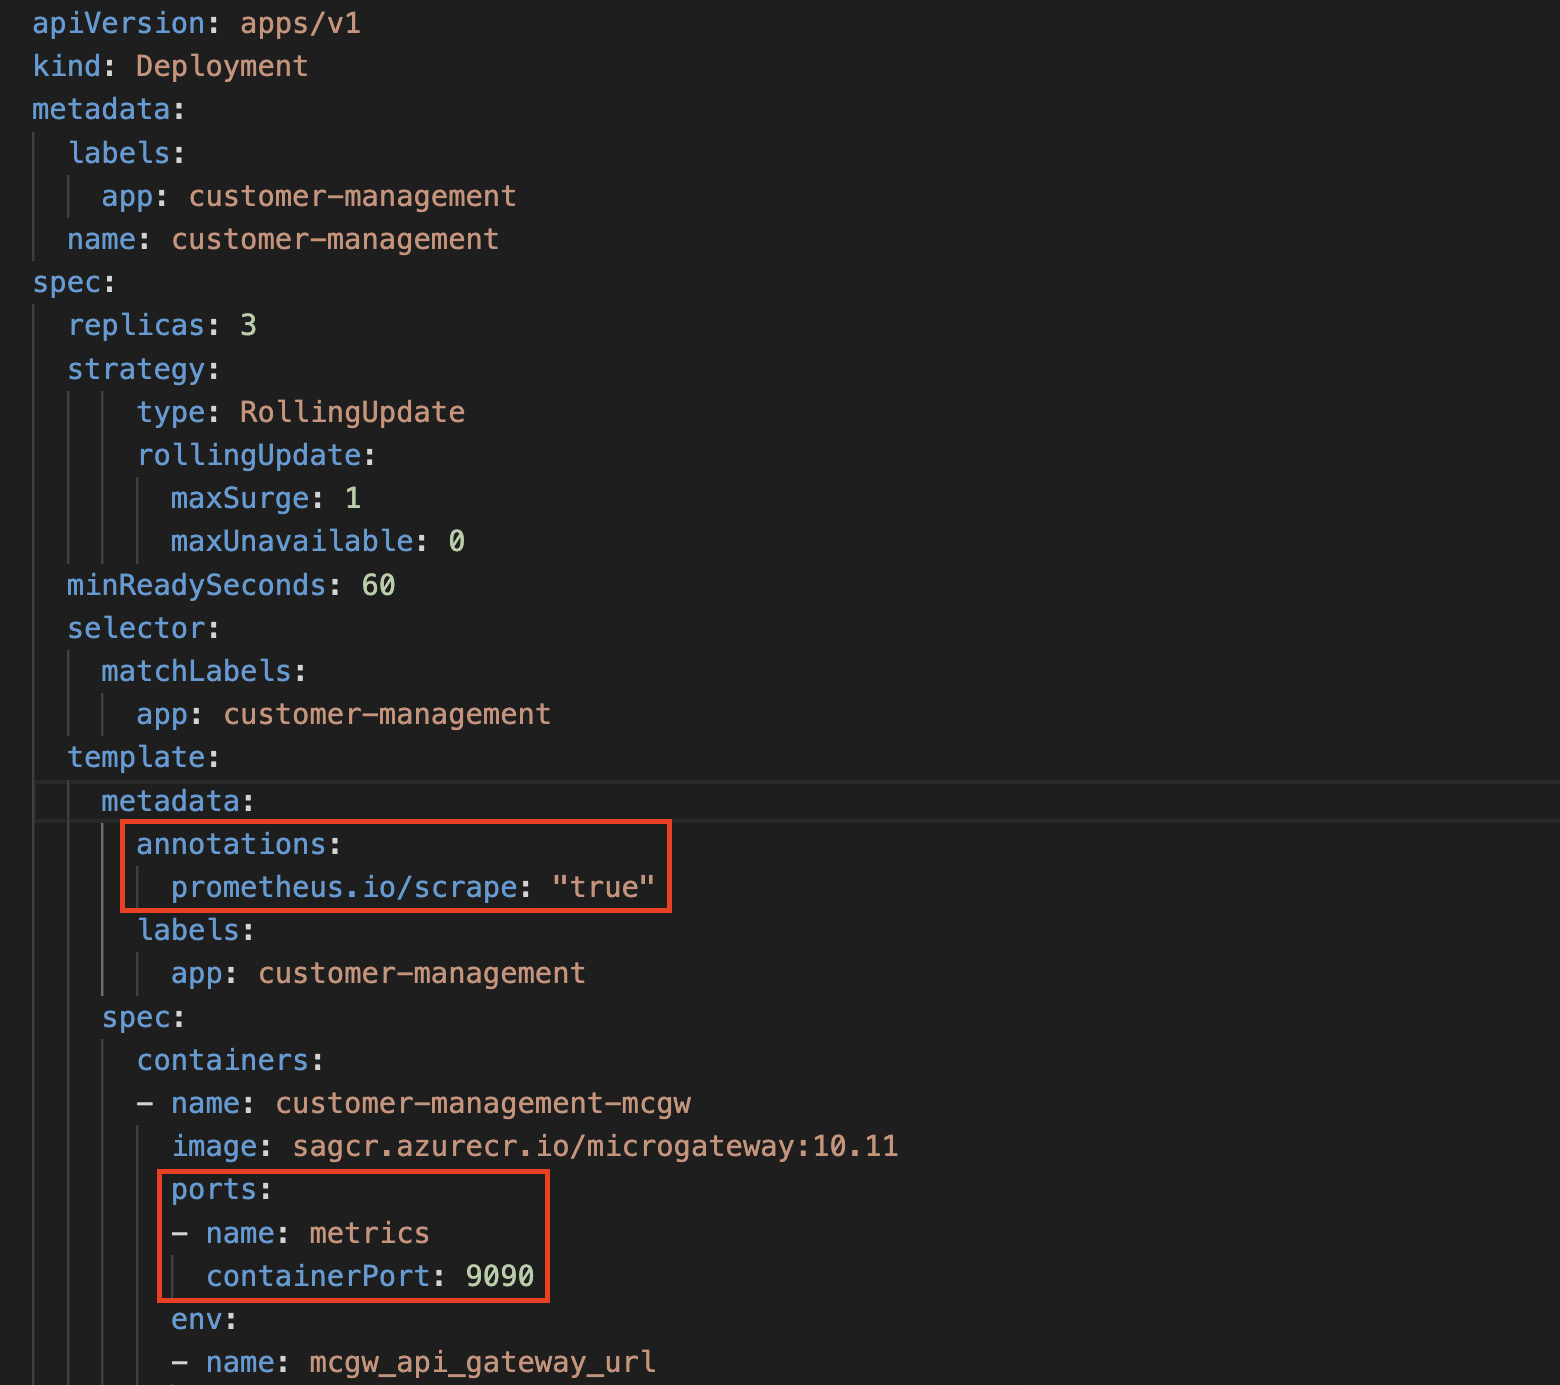 apiVersion: apps/v1
kind: Deployment
metadata:
  labels:
    app: customer-management
  name: customer-management
spec:
  replicas: 3
  strategy:
      type: RollingUpdate
      rollingUpdate:
        maxSurge: 1
        maxUnavailable: 0
  minReadySeconds: 60
  selector:
    matchLabels:
      app: customer-management
  template:
    metadata:
      annotations:
        prometheus.io/scrape: "true"
      labels:
        app: customer-management
    spec:
      containers:
      - name: customer-management-mcgw
        image: sagcr.azurecr.io/microgateway:10.11
        ports:
        - name: metrics
          containerPort: 9090
        env:
        - name: mcgw_api_gateway_url